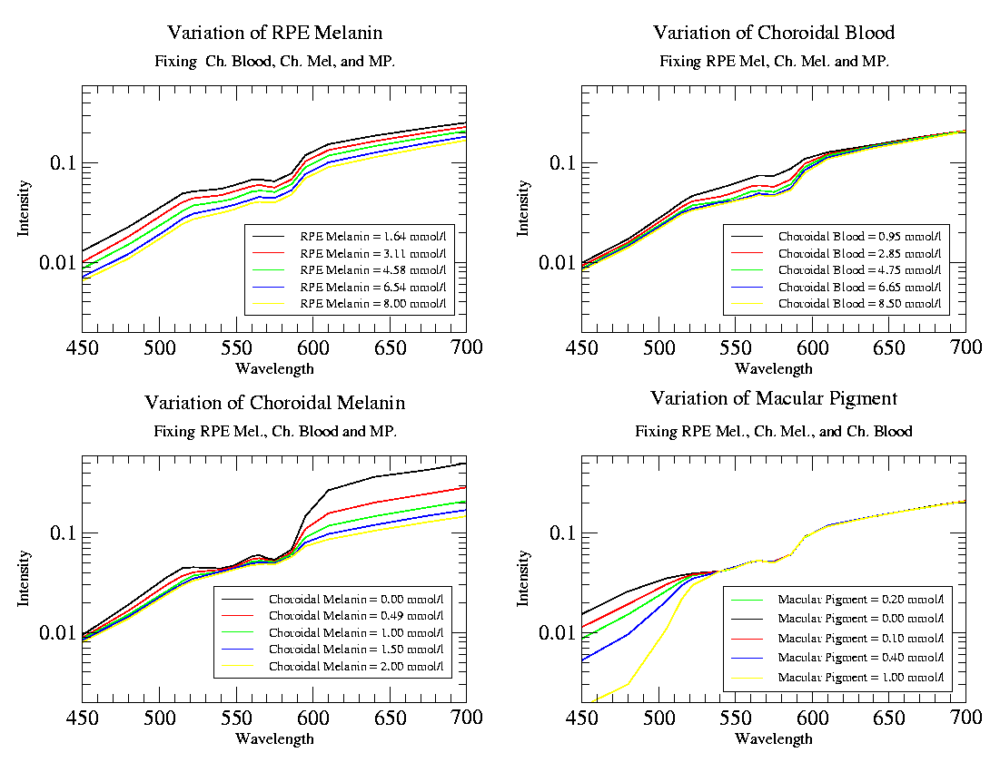 Variation of RPE Melanin
Fixing Ch. Blood, Ch. Mel, and MP.
Intensity
0.1
0.01
RPE Melanin = 1.64 mmol/l
RPE Melanin = 3.11 mmol/l
RPE Melanin = 4.58 mmol/l
RPE Melanin = 6.54 mmol/l
RPE Melanin = 8.00 mmol/l
450 500 550 600 650 700
Wavelength
Variation of Choroidal Blood
Fixing RPE Mel, Ch. Mel. and MP.
Intensity
0.1
0.01
Choroidal Blood = 0.95 mmol/l
Choroidal Blood = 2.85 mmol/l
Choroidal Blood = 4.75 mmol/l
Choroidal Blood = 6.65 mmol/l
Choroidal Blood = 8.50 mmol/l
450 500 550 600 650 700
Wavelength
Variation of Choroidal Melanin
Fixing RPE Mel., Ch. Blood and MP.
Intensity
0.1
0.01
Choroidal Melanin = 0.00 mmol/l
Choroidal Melanin = 0.49 mmol/l
Choroidal Melanin = 1.00 mmol/l
Choroidal Melanin = 1.50 mmol/l
Choroidal Melanin = 2.00 mmol/l
450 500 550 600 650 700
Wavelength
Variation of Macular Pigment
Fixing RPE Mel., Ch. Mel., and Ch. Blood
Intensity
0.1
0.01
Macular Pigment = 0.20 mmol/l
Macular Pigment = 0.00 mmol/l
Macular Pigment = 0.10 mmol/l
Macular Pigment = 0.40 mmol/l
Macular Pigment = 1.00 mmol/l
450 500 550 600 650 700
Wavelength